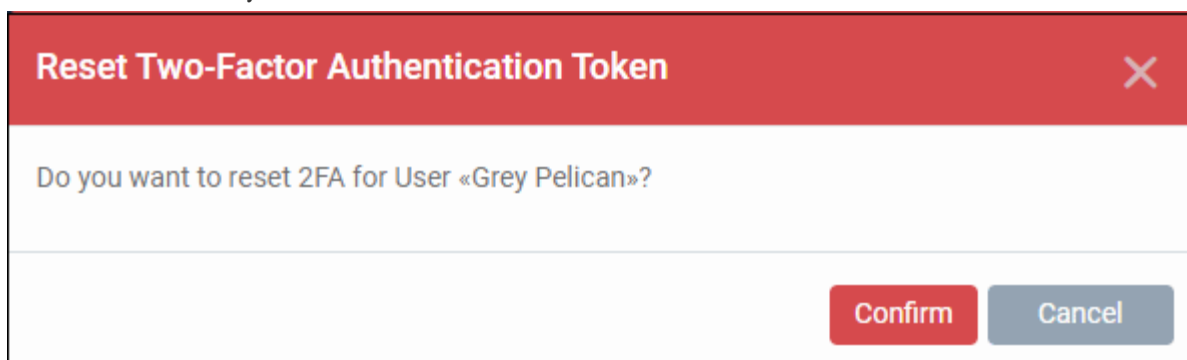 Reset Two-Factor Authentication Token
Do you want to reset 2FA for User «Grey Pelican»?
Confirm
Cancel